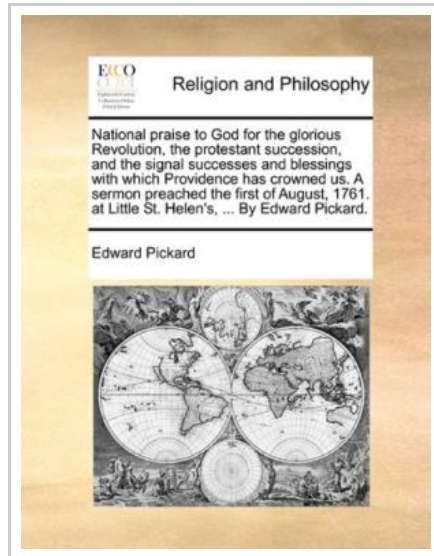 ECCO
Religion and Philosophy
National praise to God for the glorious
Revolution, the protestant succession,
and the signal successes and blessings
with which Providence has crowned us. A
sermon preached the first of August, 1761.
at Little St. Helen's, ... By Edward Pickard.
Edward Pickard